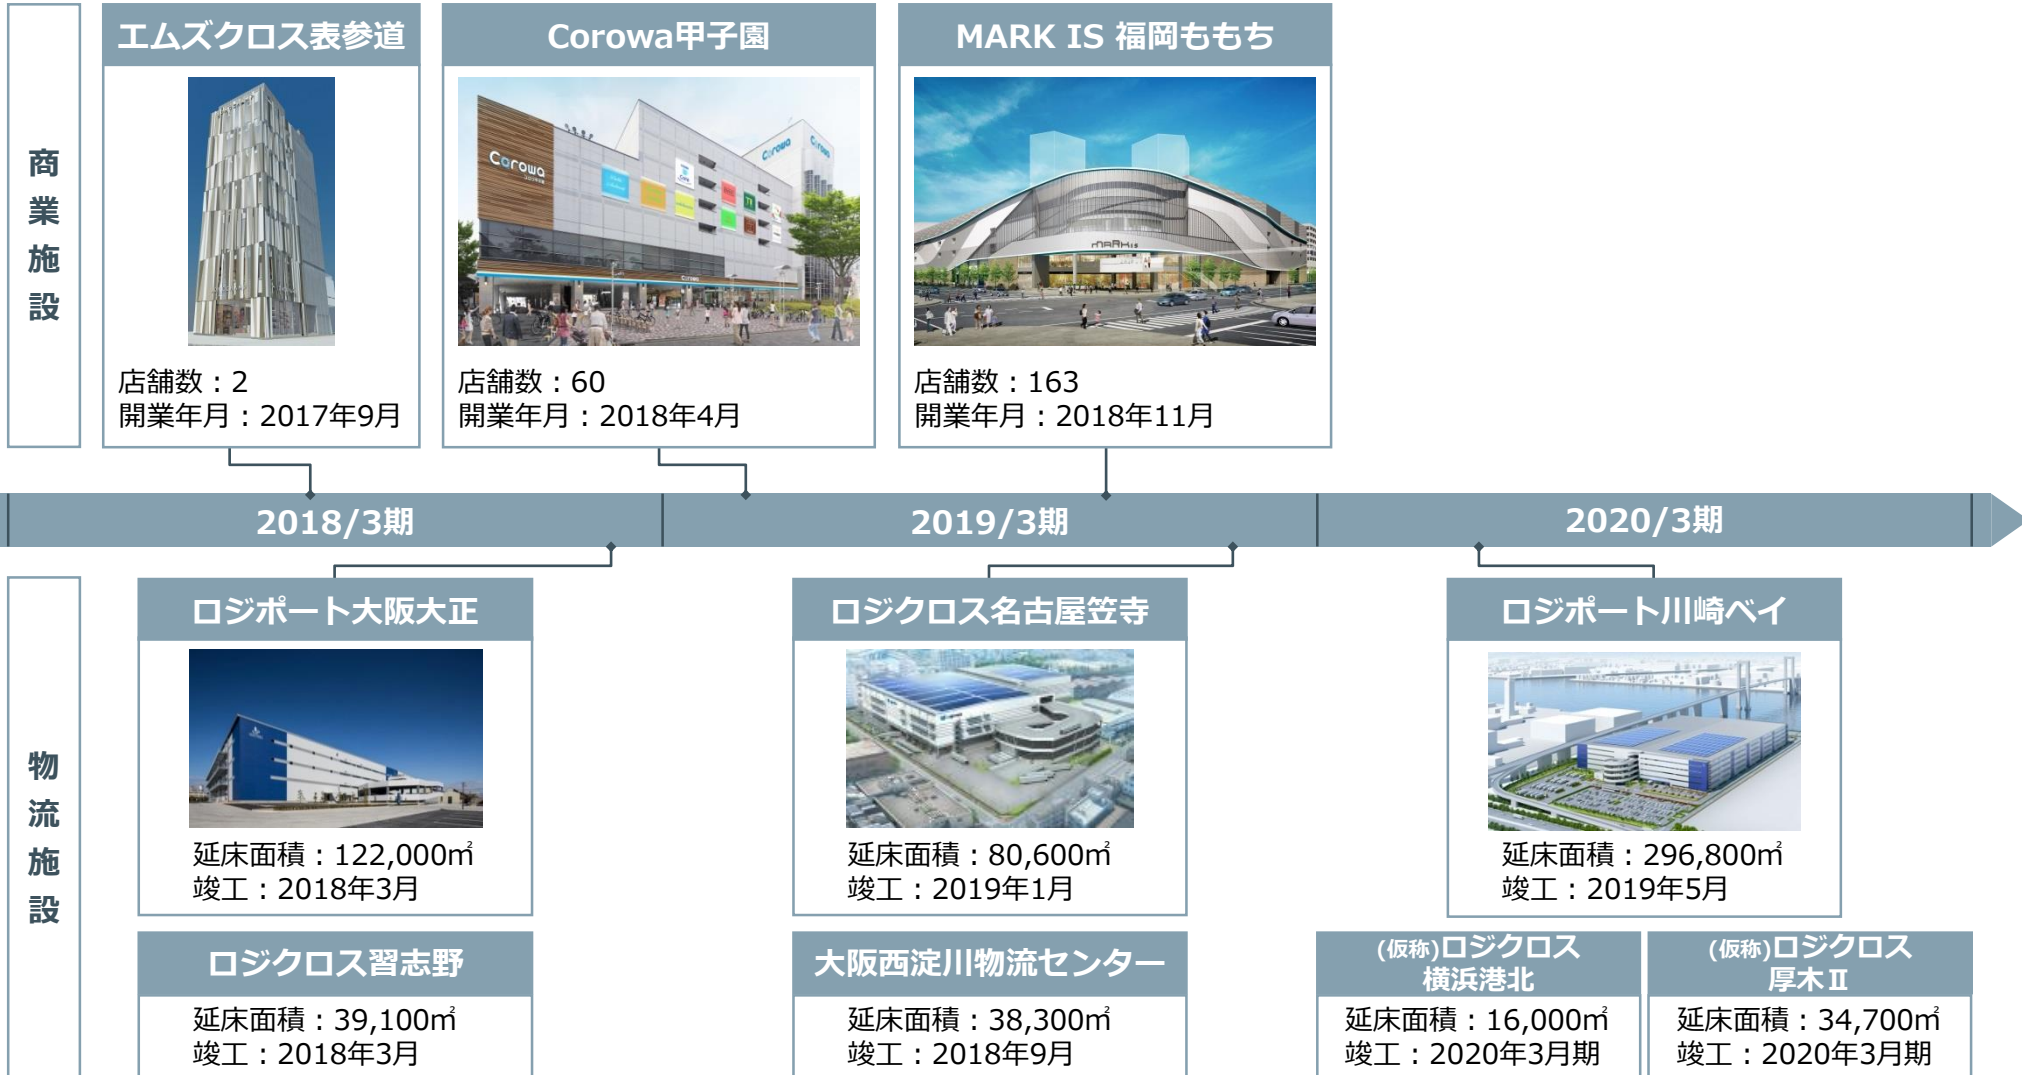 商業施設
エムズクロス表参道
店舗数：2
開業年月：2017年9月
Corowa甲子園
Corowa
Corowa
Corowa
店舗数：60
開業年月：2018年4月
MARK IS 福岡ももち
MARK IS
店舗数：163
開業年月：2018年11月
2018/3期
2019/3期
2020/3期
物流施設
ロジポート大阪大正
延床面積：122,000㎡
竣工：2018年3月
ロジクロス名古屋笠寺
延床面積：80,600㎡
竣工：2019年1月
ロジポート川崎ベイ
延床面積：296,800㎡
竣工：2019年5月
ロジクロス習志野
延床面積：39,100㎡
竣工：2018年3月
大阪西淀川物流センター
延床面積：38,300㎡
竣工：2018年9月
(仮称)ロジクロス
横浜港北
延床面積：16,000㎡
竣工：2020年3月期
(仮称)ロジクロス
厚木Ⅱ
延床面積：34,700㎡
竣工：2020年3月期